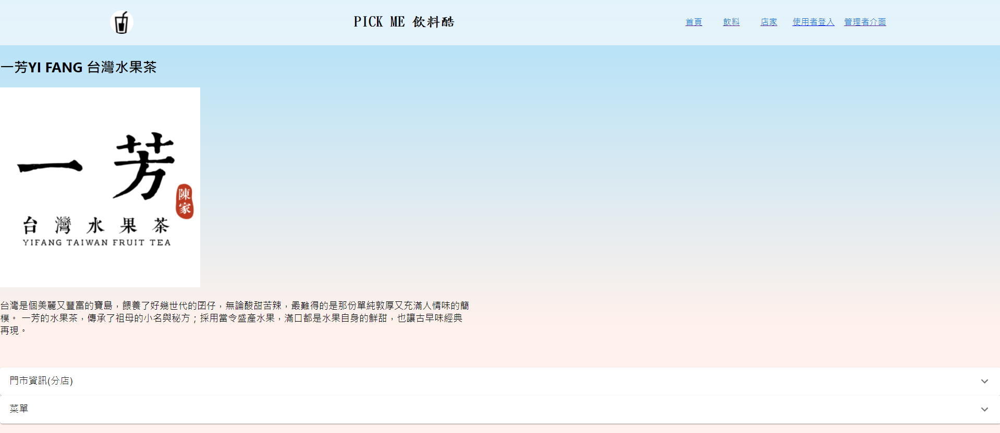 PICK ME 飲料酷
首頁 飲料 店家 使用者登入 管理者介面
一芳YI FANG 台灣水果茶
一芳
陳家
台灣水果茶
YIFANG TAIWAN FRUIT TEA
台灣是個美麗又豐富的寶島，餵養了好幾世代的囝仔，無論酸甜苦辣，最難得的是那份單純敦厚又充滿人情味的簡
樸。 一芳的水果茶，傳承了祖母的小名與秘方；採用當令盛產水果，滿口都是水果自身的鮮甜，也讓古早味經典
再現。
門市資訊(分店)
菜單